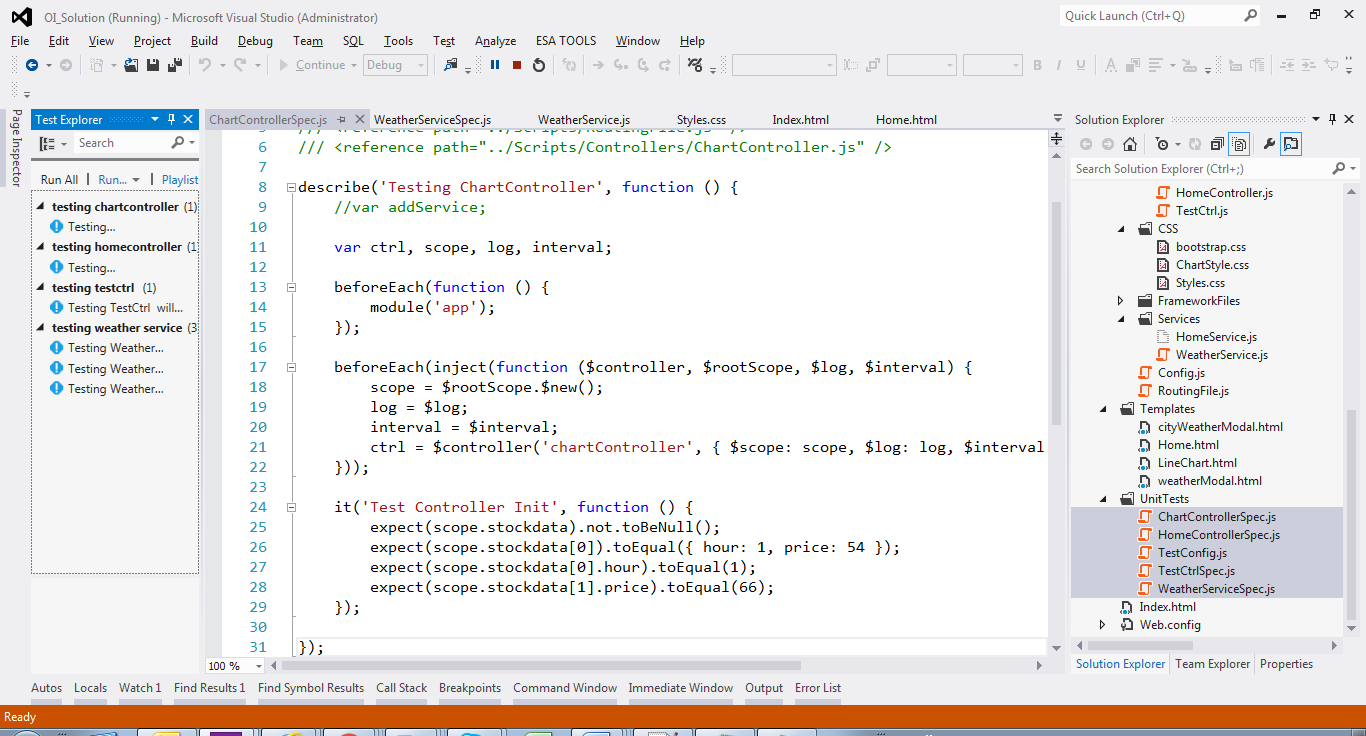 OI_Solution (Running) - Microsoft Visual Studio (Administrator)
Quick Launch (Ctrl+Q)
File Edit View Project Build Debug Team SQL Tools Test Analyze ESA TOOLS Window Help
Continue Debug
Page Inspector
Test Explorer
Search
Run All | Run... | Playlist
testing chartcontroller (1)
Testing...
testing homecontroller (1)
Testing...
testing testctrl (1)
Testing TestCtrl will...
testing weather service (3
Testing Weather...
Testing Weather...
Testing Weather...
ChartControllerSpec.js WeatherServiceSpec.js WeatherService.js Styles.css Index.html Home.html
5 /// <reference path="../Scripts/RoutingFile.js" />
6 /// <reference path="../Scripts/Controllers/ChartController.js" />
7
8 describe('Testing ChartController', function () {
9 //var addService;
10
11 var ctrl, scope, log, interval;
12
13 beforeEach(function () {
14 module('app');
15 });
16
17 beforeEach(inject(function ($controller, $rootScope, $log, $interval) {
18 scope = $rootScope.$new();
19 log = $log;
20 interval = $interval;
21 ctrl = $controller('chartController', { $scope: scope, $log: log, $interval
22 }));
23
24 it('Test Controller Init', function () {
25 expect(scope.stockdata).not.toBeNull();
26 expect(scope.stockdata[0]).toEqual({ hour: 1, price: 54 });
27 expect(scope.stockdata[0].hour).toEqual(1);
28 expect(scope.stockdata[1].price).toEqual(66);
29 });
30
31 });
100 %
Solution Explorer
Search Solution Explorer (Ctrl+;)
HomeController.js
TestCtrl.js
CSS
bootstrap.css
ChartStyle.css
Styles.css
FrameworkFiles
Services
HomeService.js
WeatherService.js
Config.js
RoutingFile.js
Templates
cityWeatherModal.html
Home.html
LineChart.html
weatherModal.html
UnitTests
ChartControllerSpec.js
HomeControllerSpec.js
TestConfig.js
TestCtrlSpec.js
WeatherServiceSpec.js
Index.html
Web.config
Solution Explorer Team Explorer Properties
Autos Locals Watch 1 Find Results 1 Find Symbol Results Call Stack Breakpoints Command Window Immediate Window Output Error List
Ready